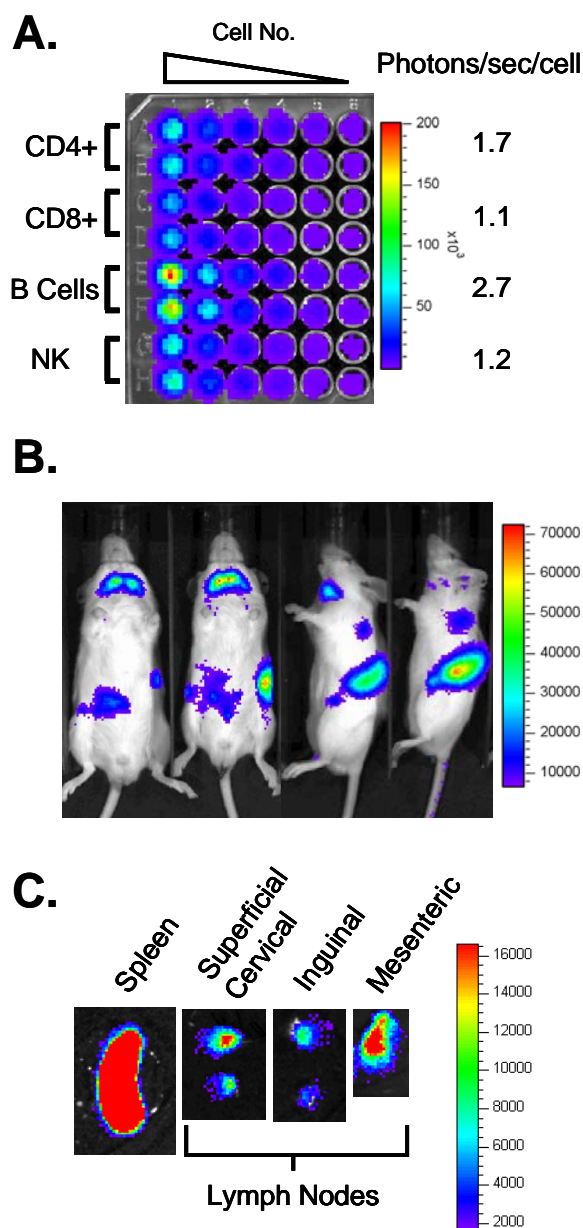 A.
Cell No.
Photons/sec/cell
CD4+
1.7
CD8+
1.1
B Cells
2.7
NK
1.2
200
150
100
50
x10³
B.
70000
60000
50000
40000
30000
20000
10000
C.
Spleen
Superficial
Cervical
Inguinal
Mesenteric
16000
14000
12000
10000
8000
6000
4000
2000
Lymph Nodes